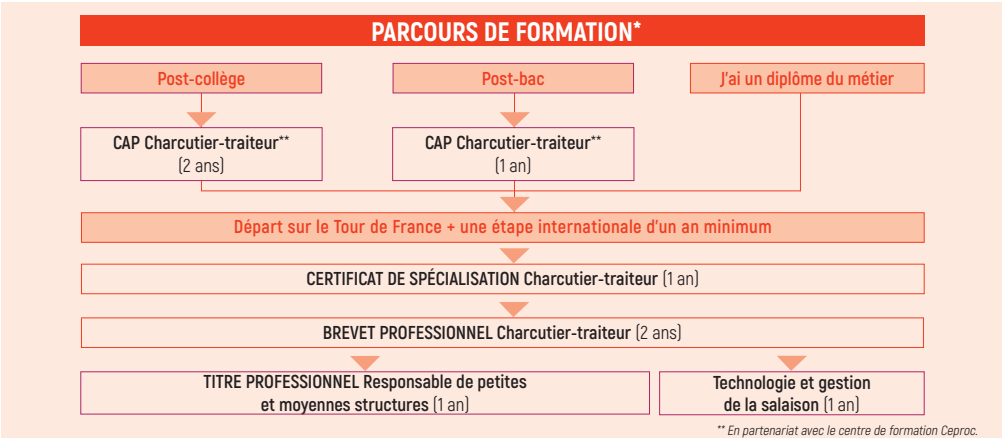 PARCOURS DE FORMATION*
Post-collège
Post-bac
J'ai un diplôme du métier
CAP Charcutier-traiteur**
(2 ans)
CAP Charcutier-traiteur**
(1 an)
Départ sur le Tour de France + une étape internationale d'un an minimum
CERTIFICAT DE SPÉCIALISATION Charcutier-traiteur (1 an)
BREVET PROFESSIONNEL Charcutier-traiteur (2 ans)
TITRE PROFESSIONNEL Responsable de petites
et moyennes structures (1 an)
Technologie et gestion
de la salaison (1 an)
** En partenariat avec le centre de formation Ceproc.